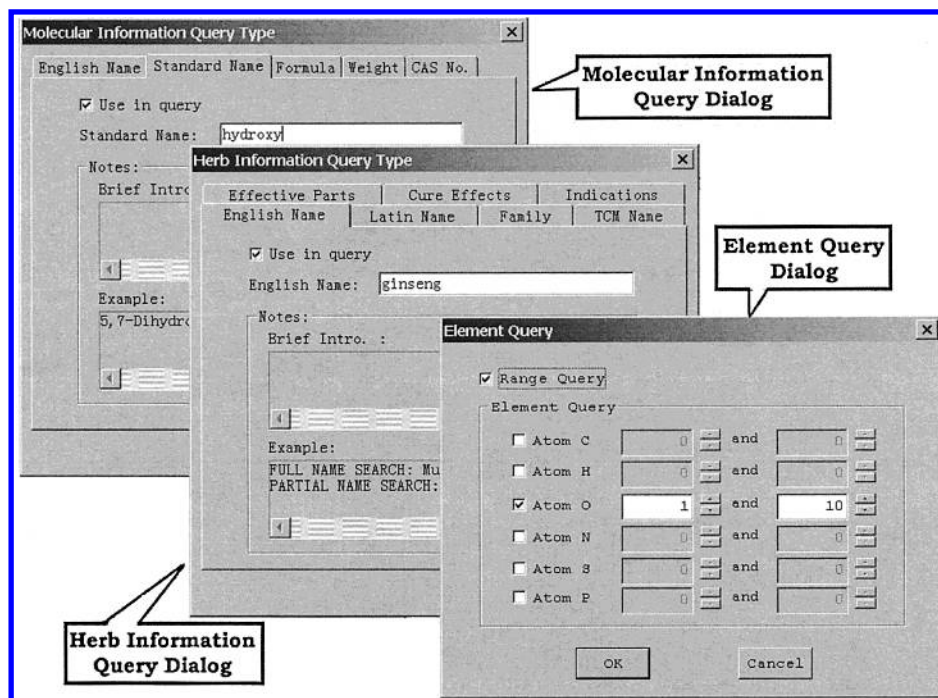 Molecular Information Query Type
English Name Standard Name Formula Weight CAS No.
Use in query
Standard Name: hydroxy
Notes:
Brief Intro
Example:
5,7-Dihydro
Molecular Information
Query Dialog
Herb Information Query Type
Effective Parts Cure Effects Indications
English Name Latin Name Family TCM Name
Use in query
English Name: ginseng
Notes:
Brief Intro. :
Example:
FULL NAME SEARCH: Mu
PARTIAL NAME SEARCH:
Herb Information
Query Dialog
Element Query
Dialog
Element Query
Range Query
Element Query
Atom C 0 and 0
Atom H 0 and 0
Atom O 1 and 10
Atom N 0 and 0
Atom S 0 and 0
Atom P 0 and 0
OK Cancel